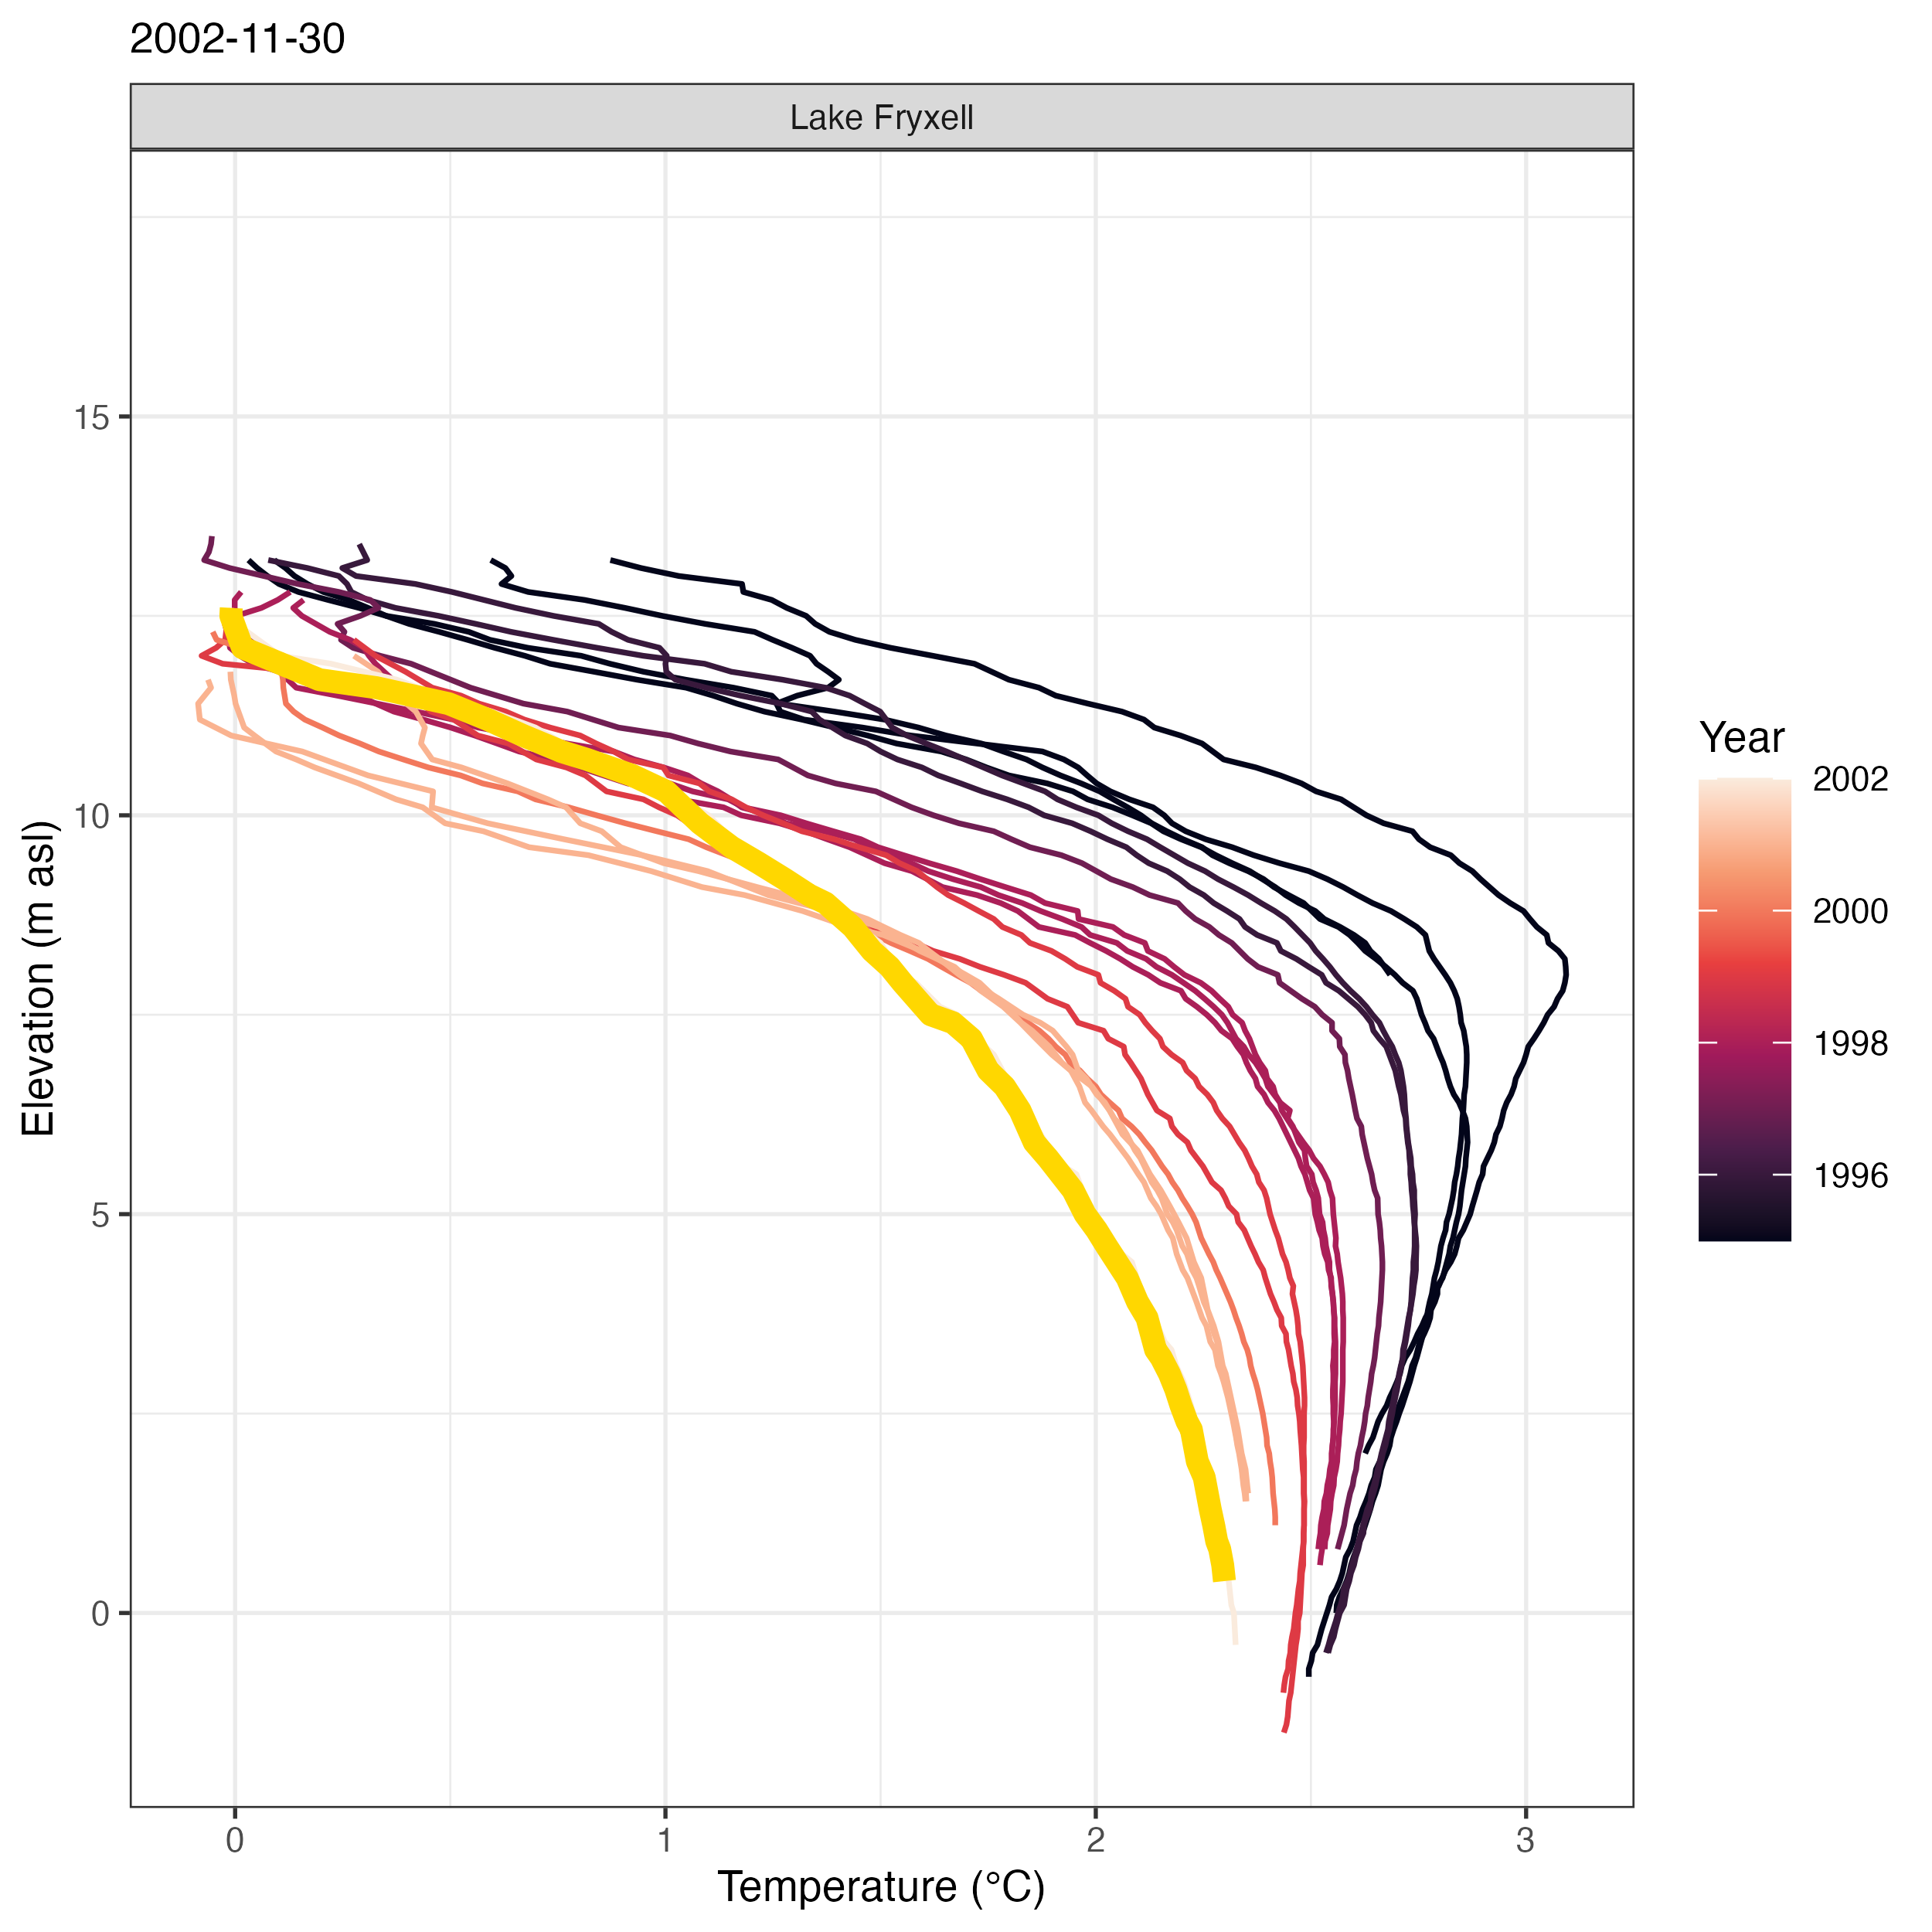 2002-11-30
Lake Fryxell
15
10
5
0
Elevation (m asl)
0 1 2 3
Temperature (°C)
Year
2002
2000
1998
1996